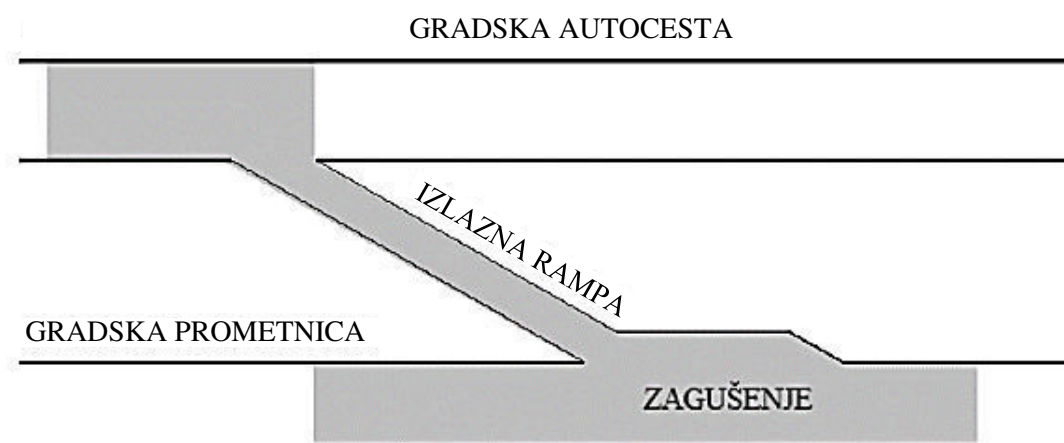 GRADSKA AUTOCESTA
IZLAZNA RAMPA
GRADSKA PROMETNICA
ZAGUŠENJE